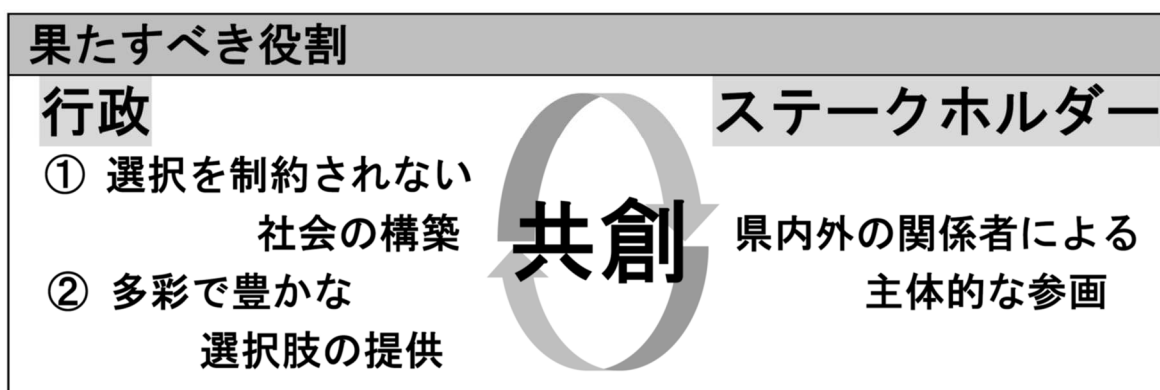 果たすべき役割
行政
① 選択を制約されない
社会の構築
② 多彩で豊かな
選択肢の提供
共創
ステークホルダー
県内外の関係者による
主体的な参画